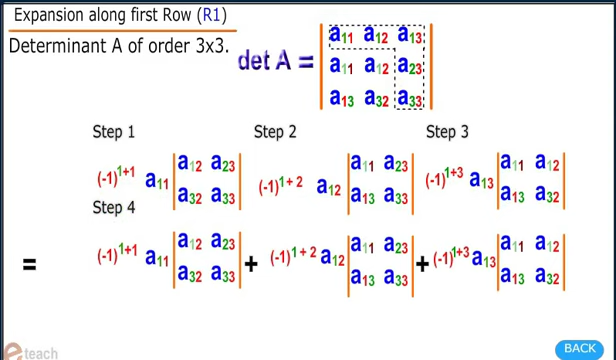 Expansion along first Row (R1)
Determinant A of order 3x3.
a11 a12 a13
det A = a11 a12 a23
a13 a32 a33
Step 1 Step 2 Step 3
(-1)^1+1 a11 | a12 a23 | (-1)^1+2 a12 | a11 a23 | (-1)^1+3 a13 | a11 a12 |
| a32 a33 | | a13 a33 | | a13 a32 |
Step 4
= (-1)^1+1 a11 | a12 a23 | + (-1)^1+2 a12 | a11 a23 | + (-1)^1+3 a13 | a11 a12 |
| a32 a33 | | a13 a33 | | a13 a32 |
e teach
BACK